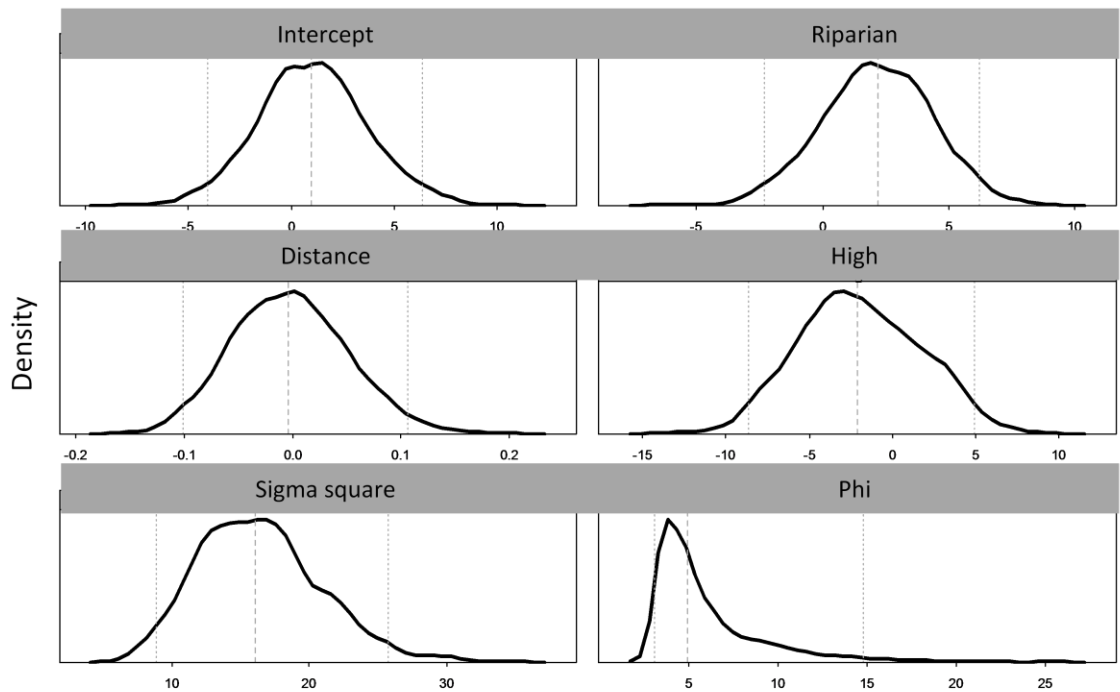 Intercept Riparian
-10 -5 0 5 10 -5 0 5 10
Distance High
Density
-0.2 -0.1 0.0 0.1 0.2 -15 -10 -5 0 5 10
Sigma square Phi
10 20 30 5 10 15 20 25